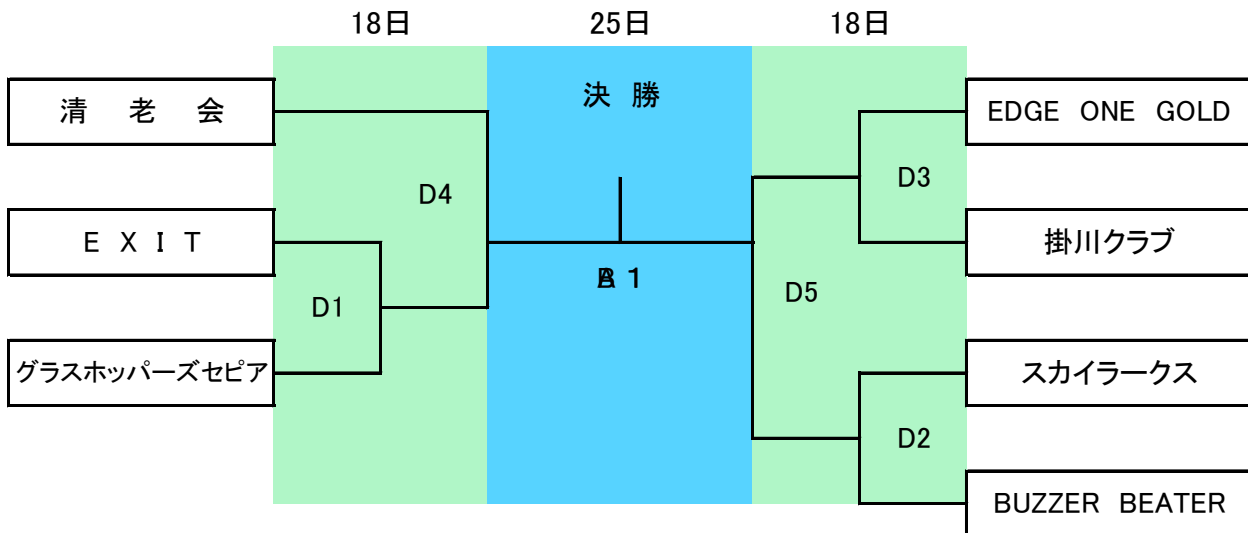 18日 25日 18日
決 勝
清 老 会
EDGE ONE GOLD
D3
D4
E X I T
掛川クラブ
1
D5
D1
グラスホッパーズセピア
スカイラークス
D2
BUZZER BEATER